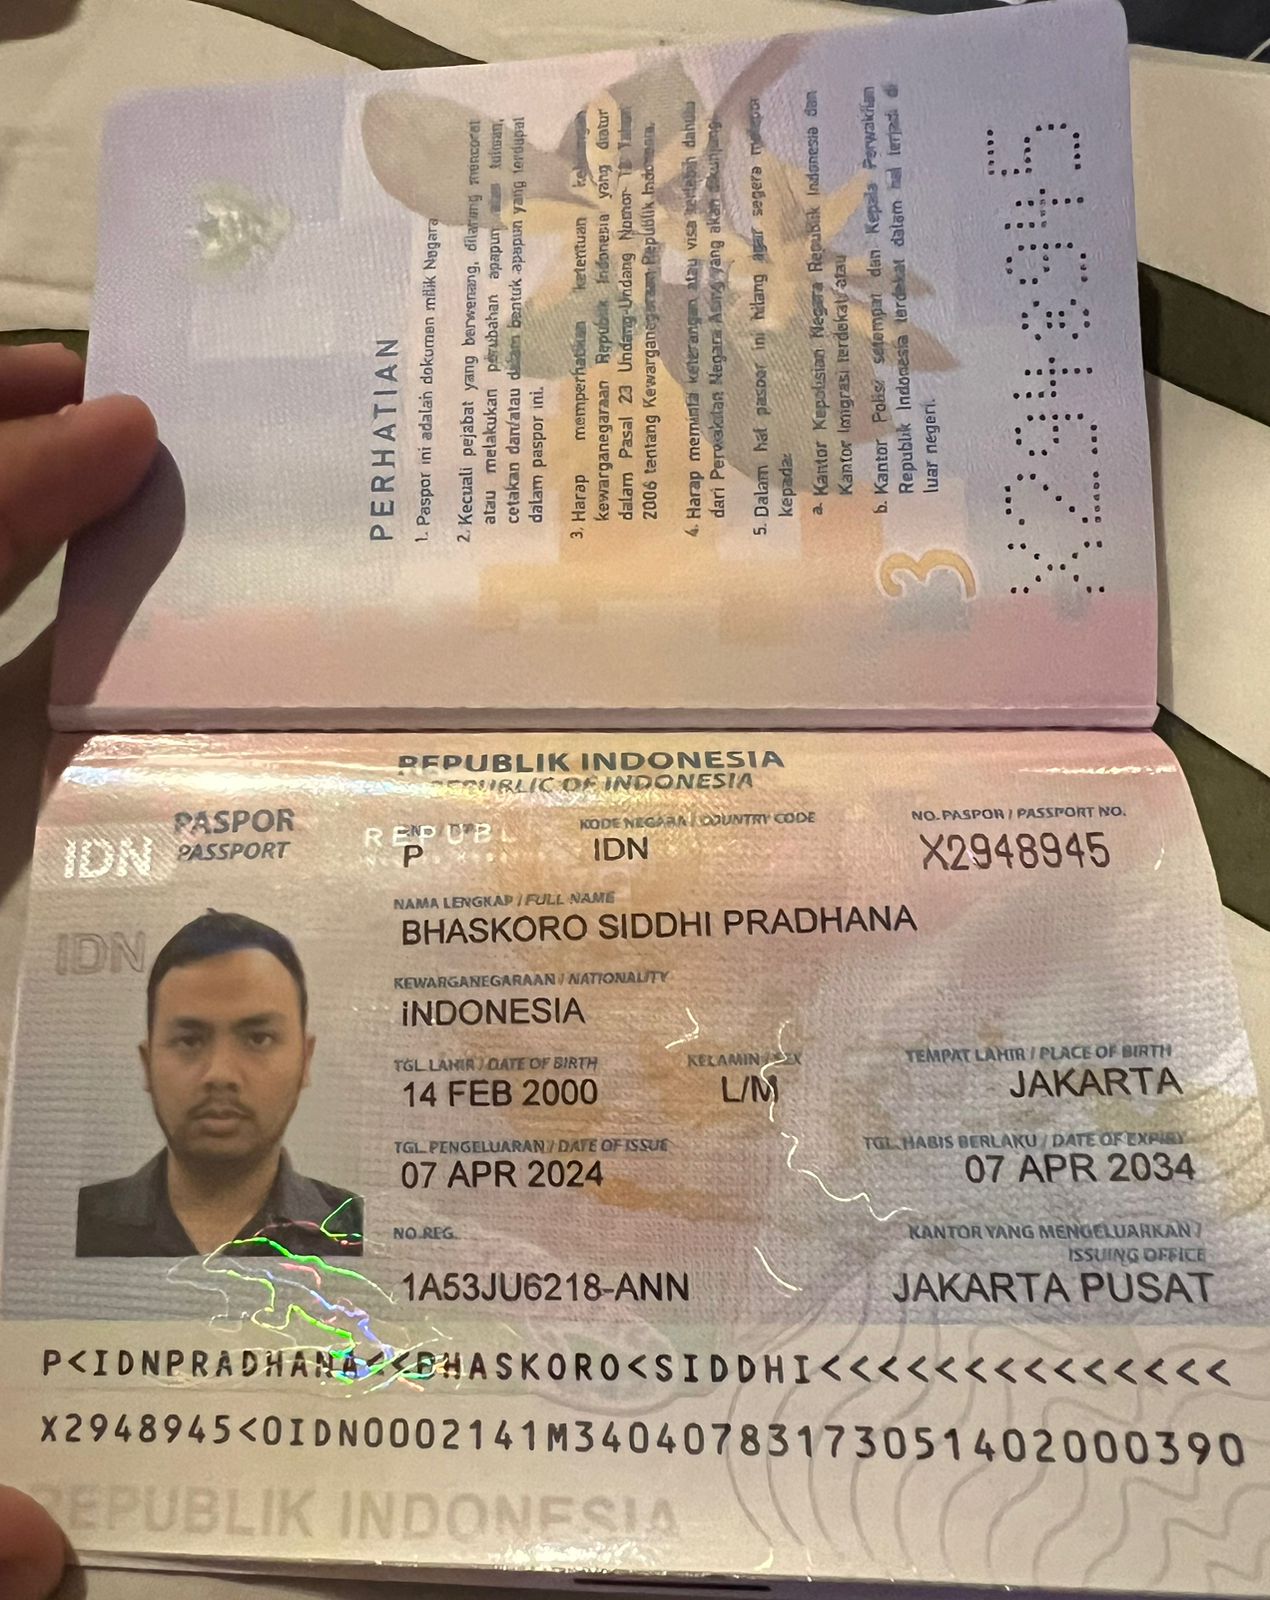 PERHATIAN
1. Paspor ini adalah dokumen milik Negara
2. Kecuali pejabat yang berwenang, dilarang mencoret
atau melakukan perubahan apapun atau tulisan,
cetakan dan/atau dalam bentuk apapun yang terdapat
dalam paspor ini.
3. Harap memperhatikan ketentuan kehilangan
kewarganegaraan Republik Indonesia yang diatur
dalam Pasal 23 Undang-Undang Nomor 12 Tahun
2006 tentang Kewarganegaraan Republik Indonesia.
4. Harap meminta keterangan atau visa terlebih dahulu
dari Perwakilan Negara Asing yang akan dikunjungi.
5. Dalam hal paspor ini hilang agar segera melapor
kepada:
a. Kantor Kepolisian Negara Republik Indonesia dan
Kantor Imigrasi terdekat atau
b. Kantor Polisi setempat dan Kepala Perwakilan
Republik Indonesia terdekat dalam hal terjadi di
luar negeri.
3
X2948945
REPUBLIK INDONESIA
REPUBLIC OF INDONESIA
PASPOR
PASSPORT
IDN
REPUBL
KODE NEGARA / COUNTRY CODE
NO. PASPOR / PASSPORT NO.
P
IDN
X2948945
NAMA LENGKAP / FULL NAME
BHASKORO SIDDHI PRADHANA
IDN
KEWARGANEGARAAN / NATIONALITY
INDONESIA
TGL. LAHIR / DATE OF BIRTH
KELAMIN / SEX
TEMPAT LAHIR / PLACE OF BIRTH
14 FEB 2000
L/M
JAKARTA
TGL. PENGELUARAN / DATE OF ISSUE
TGL. HABIS BERLAKU / DATE OF EXPIRY
07 APR 2024
07 APR 2034
NO. REG.
KANTOR YANG MENGELUARKAN /
ISSUING OFFICE
1A53JU6218-ANN
JAKARTA PUSAT
P<IDNPRADHANA<<BHASKORO<SIDDHI<<<<<<<<<<<<<<
X2948945<0IDN0002141M3404078317305140200039​0
REPUBLIK INDONESIA